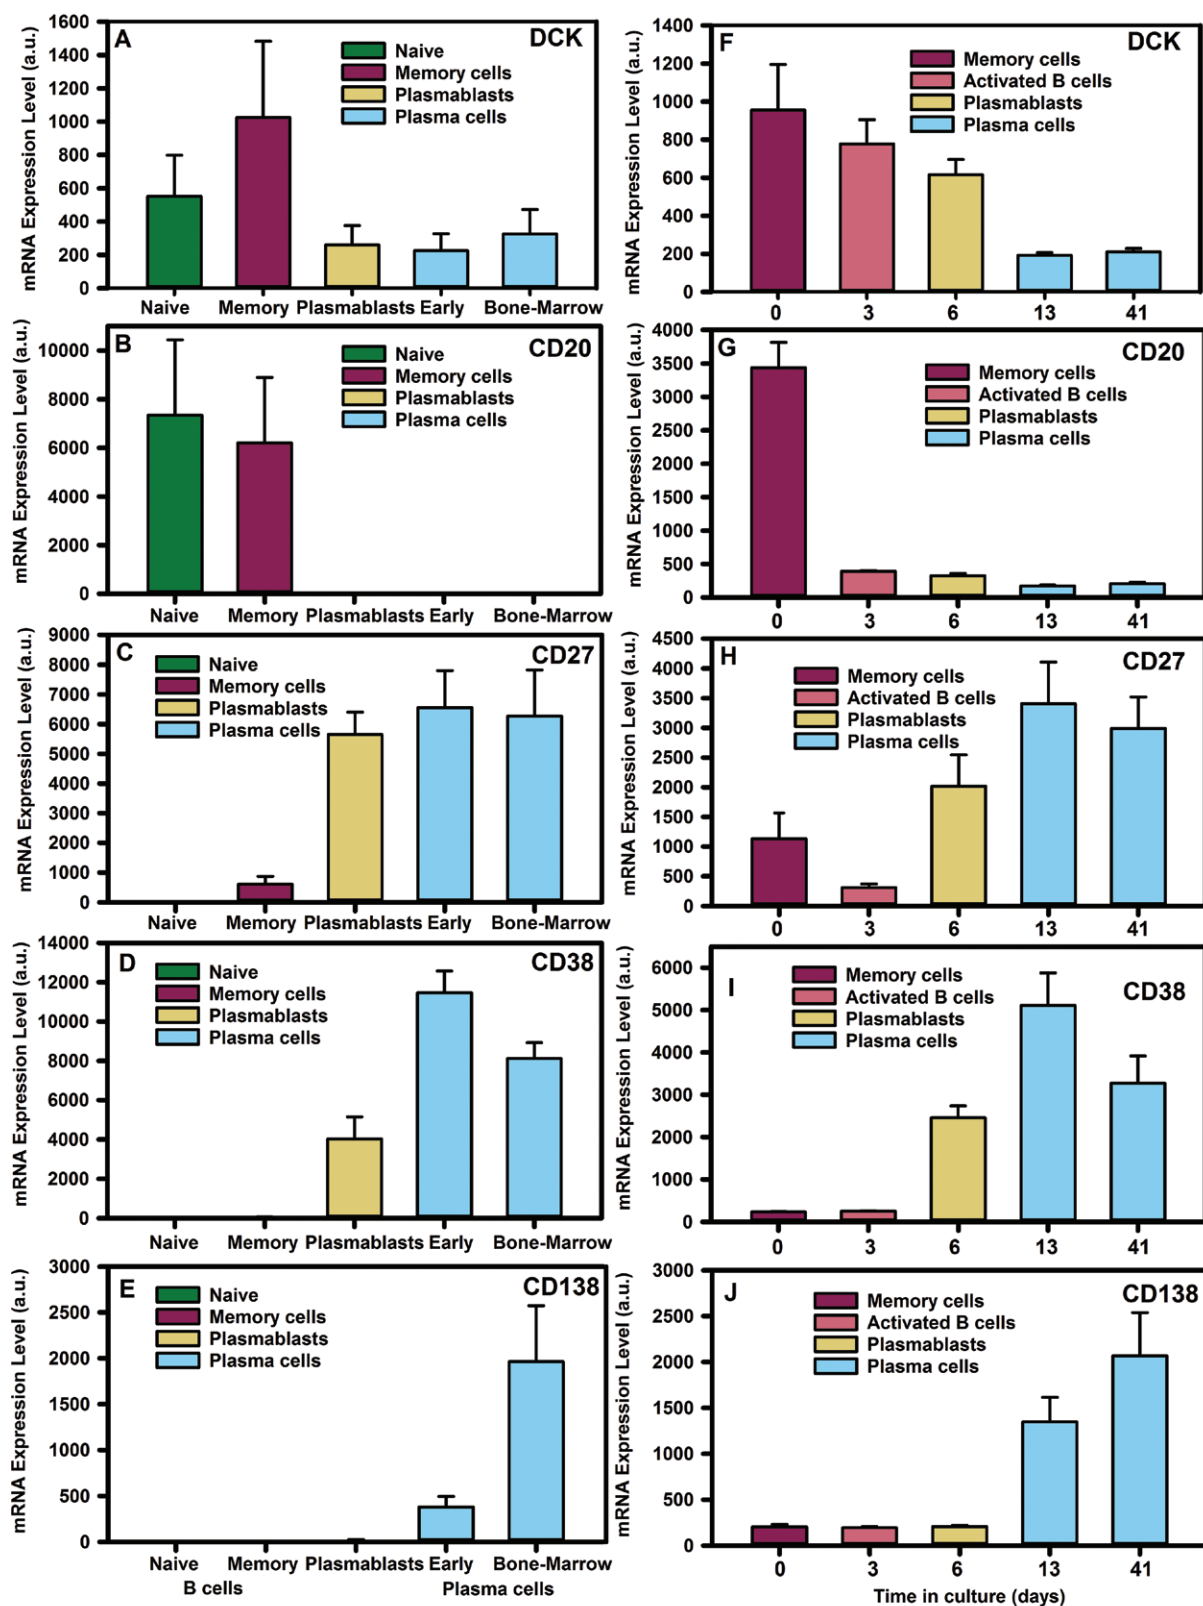 A
DCK
mRNA Expression Level (a.u.)
1600
1400
1200
1000
800
600
400
200
0
Naive
Memory cells
Plasmablasts
Plasma cells
Naive Memory Plasmablasts Early Bone-Marrow
B
CD20
mRNA Expression Level (a.u.)
10000
8000
6000
4000
2000
0
Naive
Memory cells
Plasmablasts
Plasma cells
Naive Memory Plasmablasts Early Bone-Marrow
C
CD27
mRNA Expression Level (a.u.)
9000
8000
7000
6000
5000
4000
3000
2000
1000
0
Naive
Memory cells
Plasmablasts
Plasma cells
Naive Memory Plasmablasts Early Bone-Marrow
D
CD38
mRNA Expression Level (a.u.)
14000
12000
10000
8000
6000
4000
2000
0
Naive
Memory cells
Plasmablasts
Plasma cells
Naive Memory Plasmablasts Early Bone-Marrow
E
CD138
mRNA Expression Level (a.u.)
3000
2500
2000
1500
1000
500
0
Naive
Memory cells
Plasmablasts
Plasma cells
Naive Memory Plasmablasts Early Bone-Marrow
B cells Plasma cells
F
DCK
mRNA Expression Level (a.u.)
1400
1200
1000
800
600
400
200
0
Memory cells
Activated B cells
Plasmablasts
Plasma cells
0 3 6 13 41
G
CD20
mRNA Expression Level (a.u.)
4000
3500
3000
2500
2000
1500
1000
500
0
Memory cells
Activated B cells
Plasmablasts
Plasma cells
0 3 6 13 41
H
CD27
mRNA Expression Level (a.u.)
4500
4000
3500
3000
2500
2000
1500
1000
500
0
Memory cells
Activated B cells
Plasmablasts
Plasma cells
0 3 6 13 41
I
CD38
mRNA Expression Level (a.u.)
6000
5000
4000
3000
2000
1000
0
Memory cells
Activated B cells
Plasmablasts
Plasma cells
0 3 6 13 41
J
CD138
mRNA Expression Level (a.u.)
3000
2500
2000
1500
1000
500
0
Memory cells
Activated B cells
Plasmablasts
Plasma cells
0 3 6 13 41
Time in culture (days)